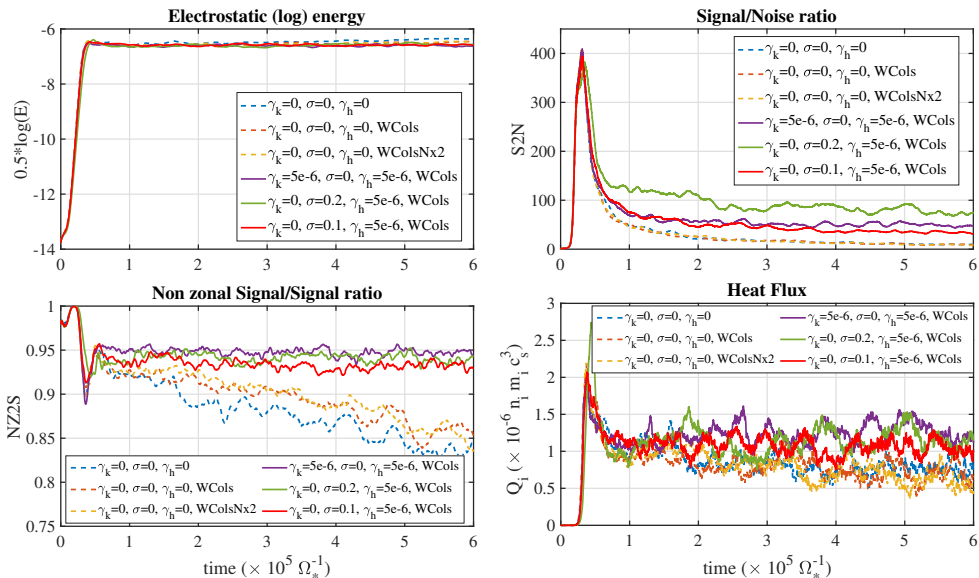 Electrostatic (log) energy
-6
-8
-10
-12
-14
0.5*log(E)
0 1 2 3 4 5 6
γk=0, σ=0, γh=0
γk=0, σ=0, γh=0, WCols
γk=0, σ=0, γh=0, WColsNx2
γk=5e-6, σ=0, γh=5e-6, WCols
γk=0, σ=0.2, γh=5e-6, WCols
γk=0, σ=0.1, γh=5e-6, WCols
Signal/Noise ratio
400
300
200
100
0
S2N
0 1 2 3 4 5 6
γk=0, σ=0, γh=0
γk=0, σ=0, γh=0, WCols
γk=0, σ=0, γh=0, WColsNx2
γk=5e-6, σ=0, γh=5e-6, WCols
γk=0, σ=0.2, γh=5e-6, WCols
γk=0, σ=0.1, γh=5e-6, WCols
Non zonal Signal/Signal ratio
1
0.95
0.9
0.85
0.8
0.75
NZ2S
0 1 2 3 4 5 6
time (× 10^5 Ω*^-1)
γk=0, σ=0, γh=0 γk=5e-6, σ=0, γh=5e-6, WCols
γk=0, σ=0, γh=0, WCols γk=0, σ=0.2, γh=5e-6, WCols
γk=0, σ=0, γh=0, WColsNx2 γk=0, σ=0.1, γh=5e-6, WCols
Heat Flux
3
2.5
2
1.5
1
0.5
0
Qi (× 10^-6 ni mi cs^3)
0 1 2 3 4 5 6
time (× 10^5 Ω*^-1)
γk=0, σ=0, γh=0 γk=5e-6, σ=0, γh=5e-6, WCols
γk=0, σ=0, γh=0, WCols γk=0, σ=0.2, γh=5e-6, WCols
γk=0, σ=0, γh=0, WColsNx2 γk=0, σ=0.1, γh=5e-6, WCols